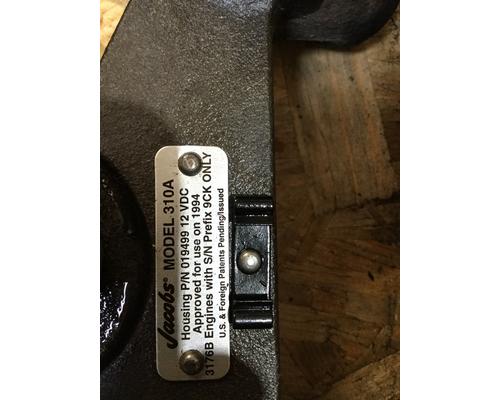 Jacobs® MODEL 310A
Housing P/N 019499 12 VDC
Approved for use on 1994
3176B Engines with S/N Prefix 9CK ONLY
U.S. & Foreign Patents Pending/Issued